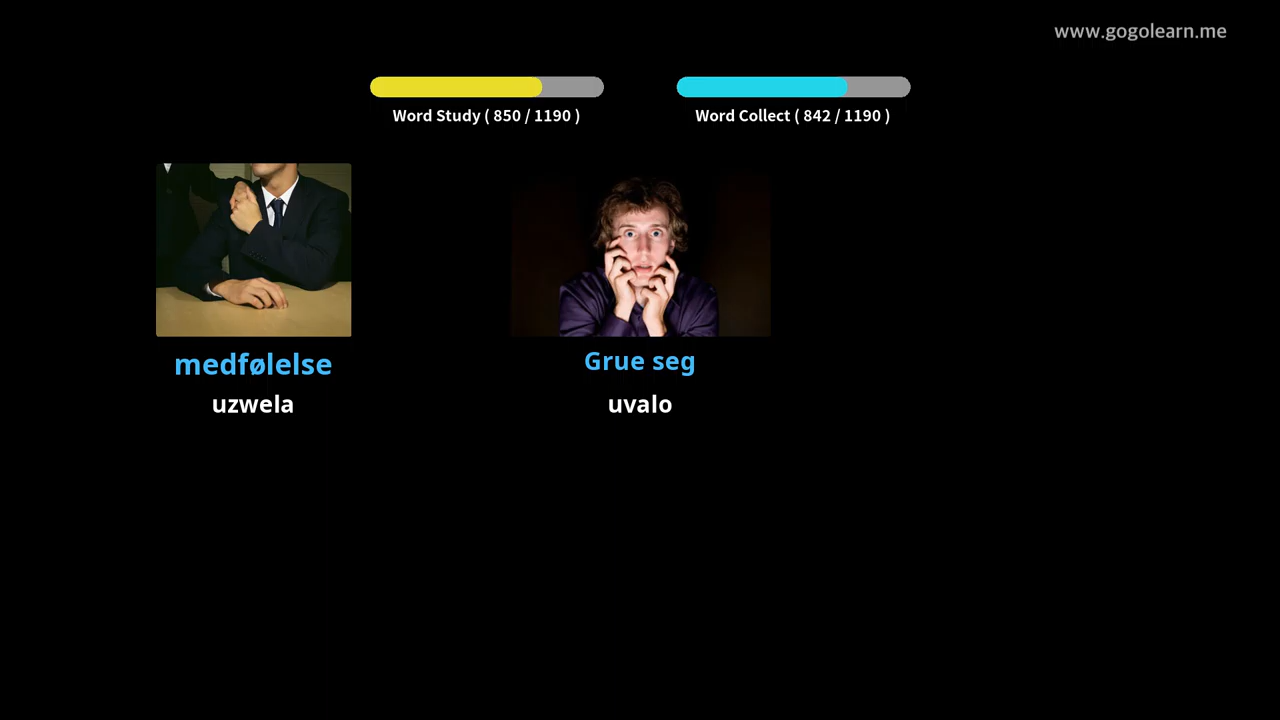 www.gogolearn.me
Word Study ( 850 / 1190 )
Word Collect ( 842 / 1190 )
medfølelse
uzwela
Grue seg
uvalo